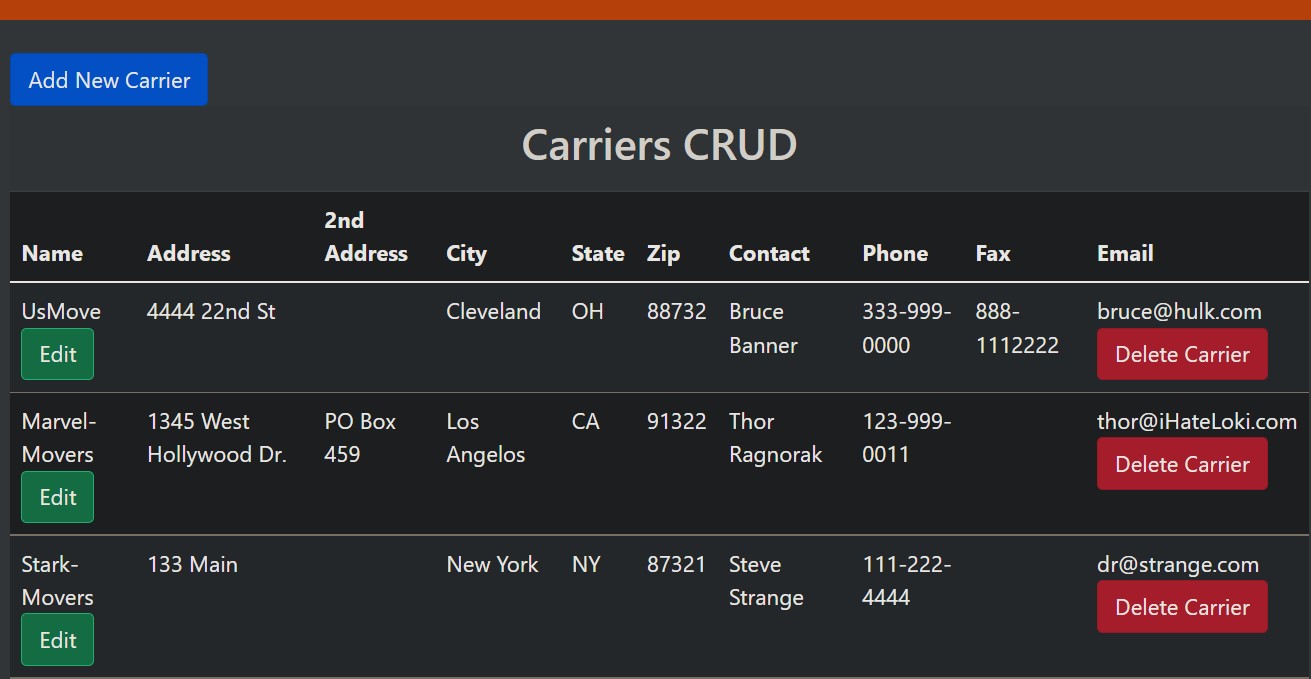 Add New Carrier
Carriers CRUD
2nd
Name Address Address City State Zip Contact Phone Fax Email
UsMove 4444 22nd St Cleveland OH 88732 Bruce 333-999- 888- bruce@hulk.com
Banner 0000 1112222
Edit Delete Carrier
Marvel- 1345 West PO Box Los CA 91322 Thor 123-999- thor@iHateLoki.com
Movers Hollywood Dr. 459 Angelos Ragnorak 0011 Delete Carrier
Edit
Stark- 133 Main New York NY 87321 Steve 111-222- dr@strange.com
Movers Strange 4444 Delete Carrier
Edit